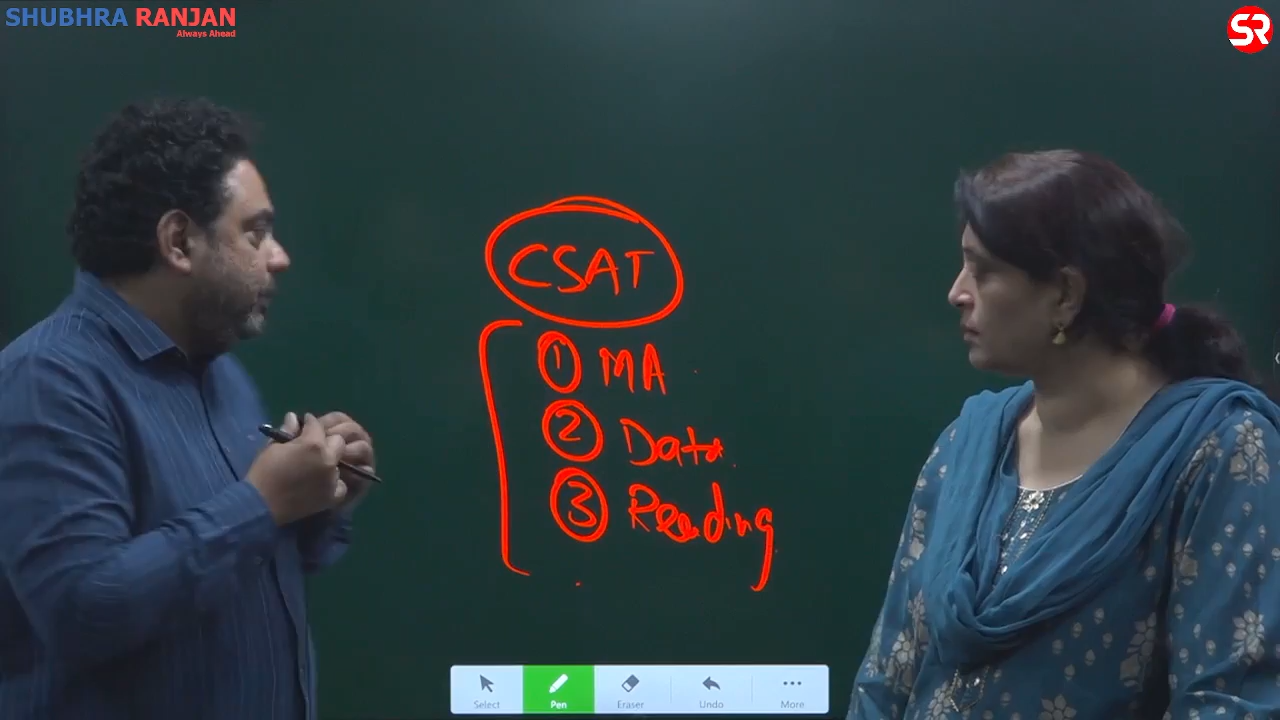 SHUBHRA RANJAN
Always Ahead
SR
CSAT
1 MA
2 Data
3 Reading
Select Pen Eraser Undo More